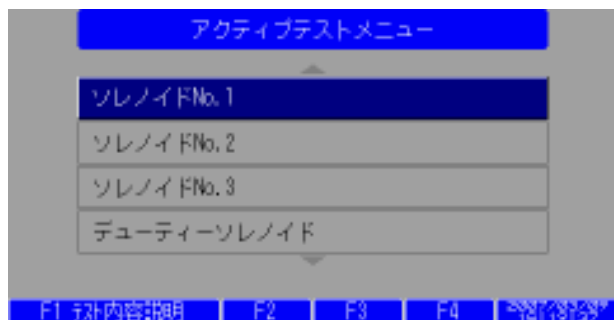 アクティブテストメニュー
ソレノイドNo.1
ソレノイドNo.2
ソレノイドNo.3
デューティーソレノイド
F1 テスト内容説明 F2 F3 F4